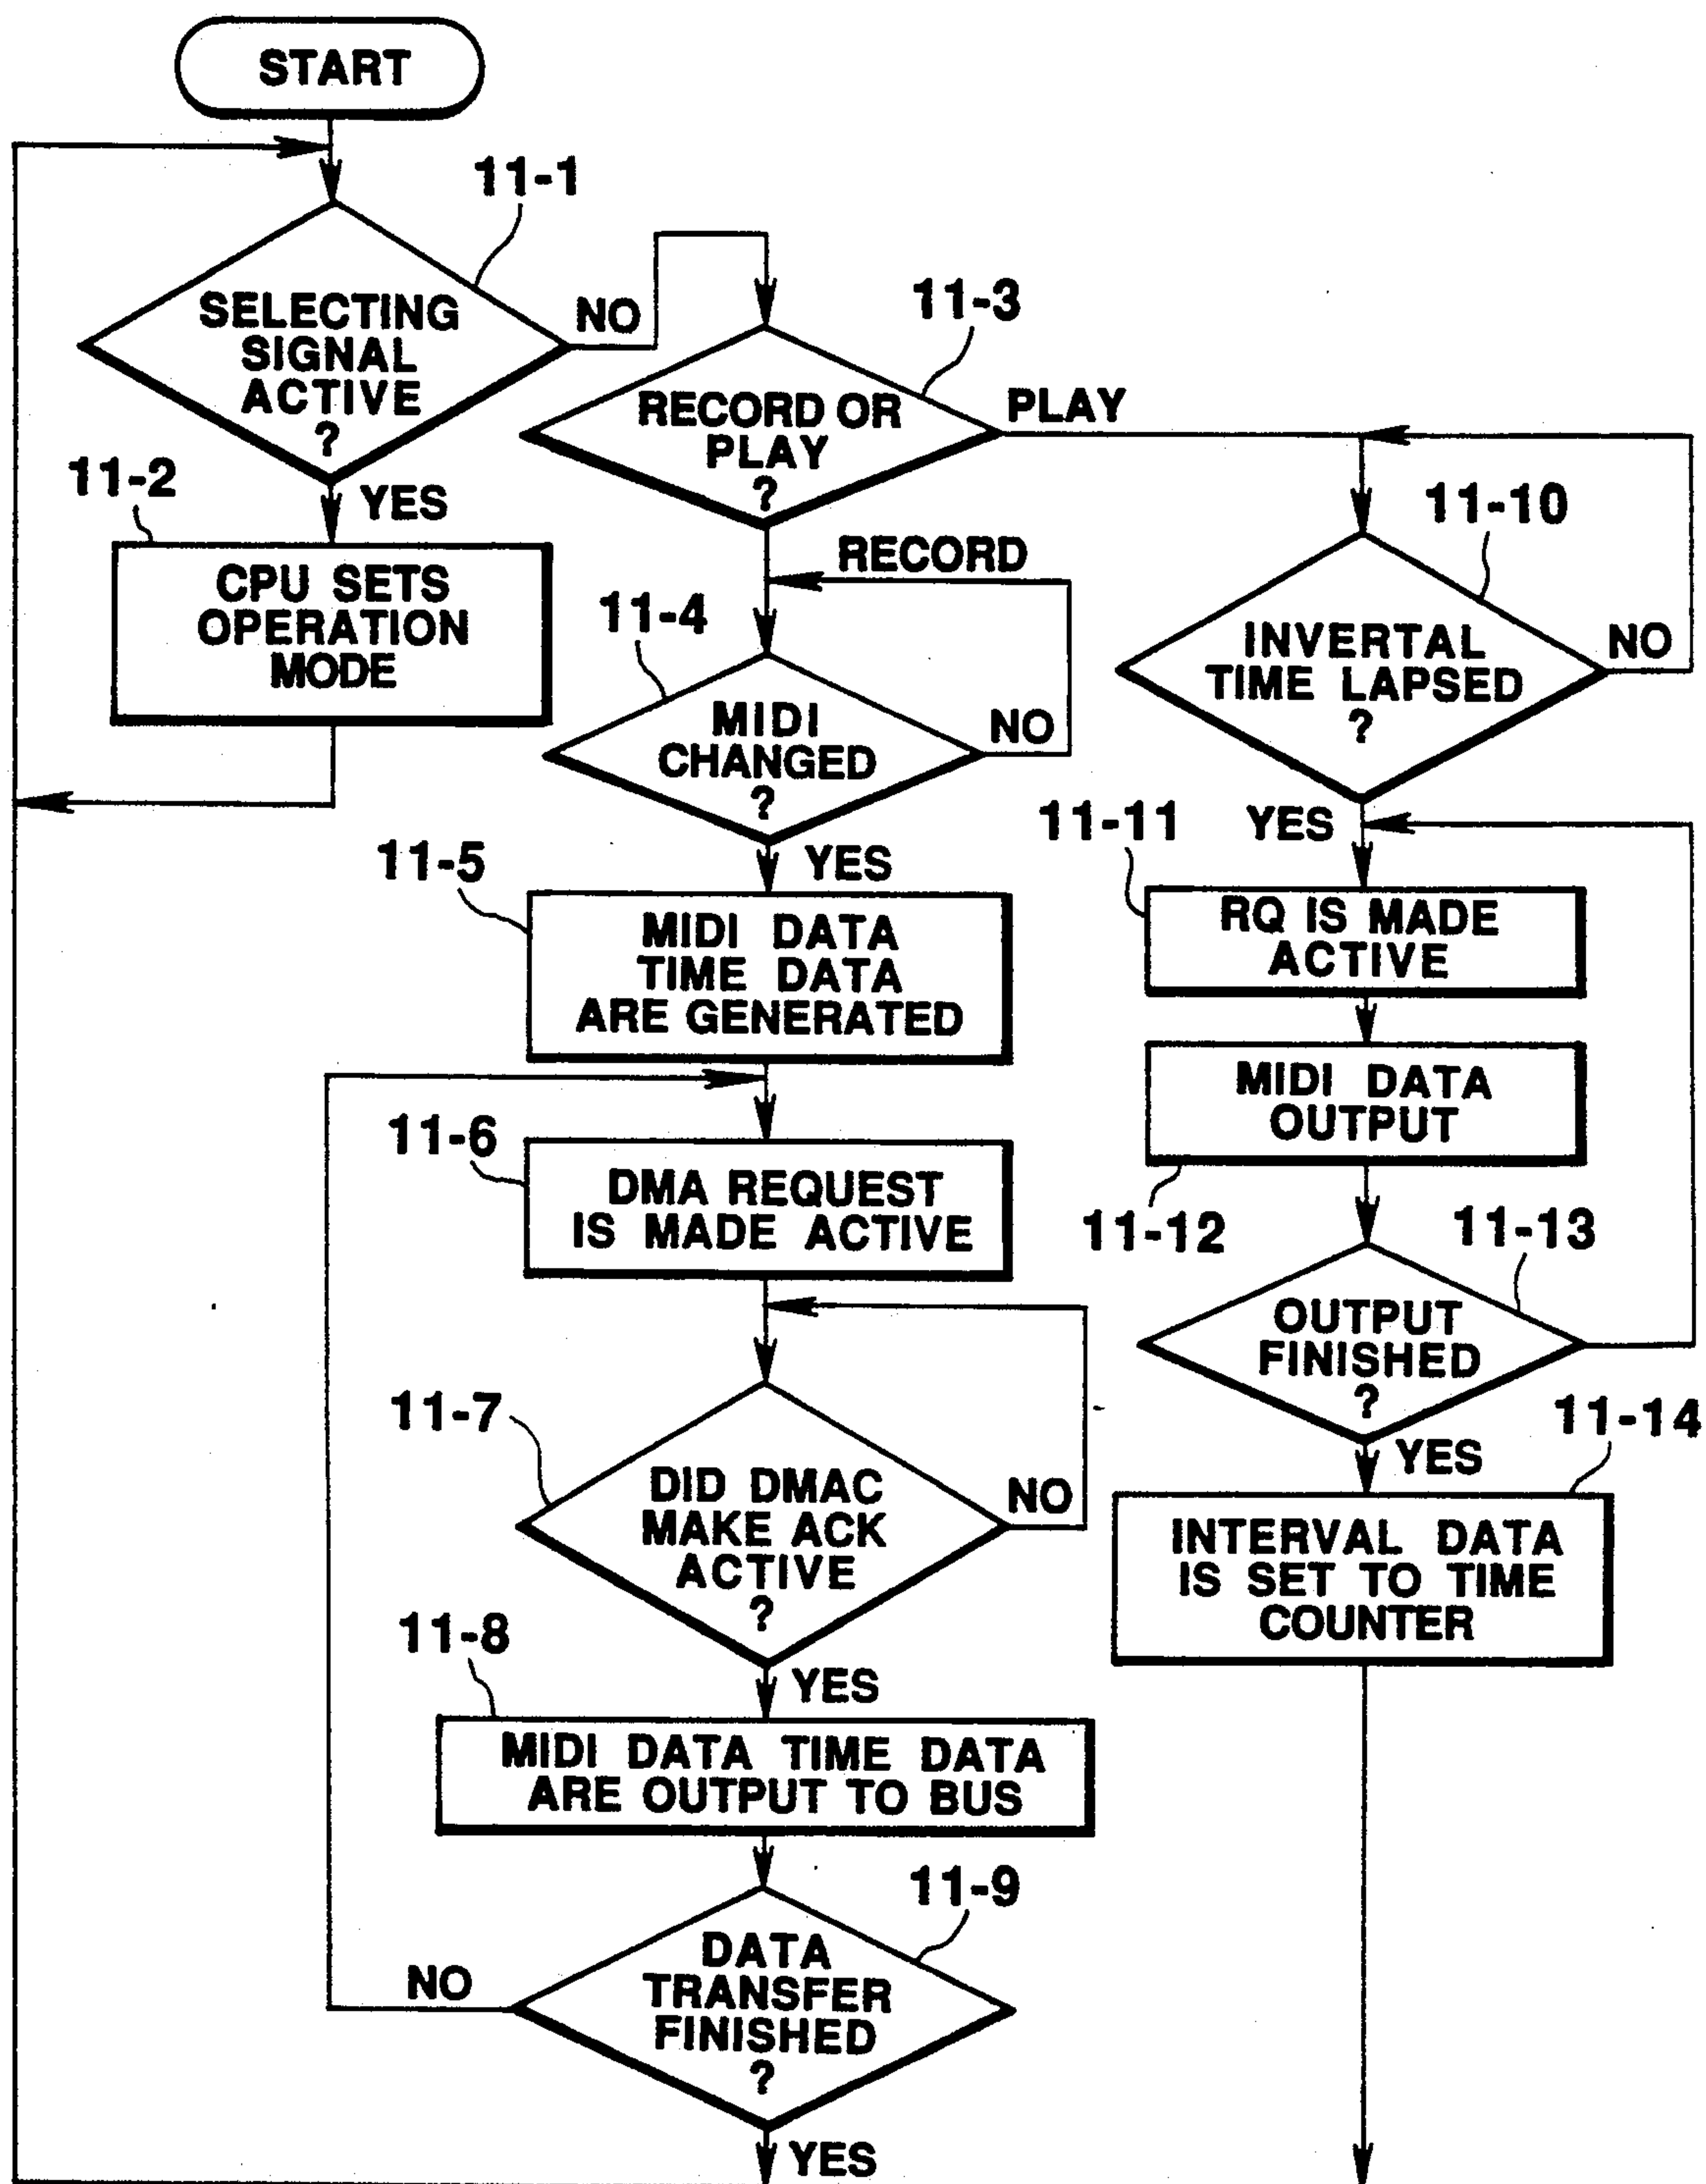 START
11-1
SELECTING
SIGNAL
ACTIVE
?
NO
YES
11-2
CPU SETS
OPERATION
MODE
11-3
RECORD OR
PLAY
?
PLAY
RECORD
11-4
MIDI
CHANGED
?
NO
YES
11-5
MIDI DATA
TIME DATA
ARE GENERATED
11-6
DMA REQUEST
IS MADE ACTIVE
11-7
DID DMAC
MAKE ACK
ACTIVE
?
NO
YES
11-8
MIDI DATA TIME DATA
ARE OUTPUT TO BUS
11-9
DATA
TRANSFER
FINISHED
?
NO
YES
11-10
INVERTAL
TIME LAPSED
?
NO
YES
11-11
RQ IS MADE
ACTIVE
MIDI DATA
OUTPUT
11-12
11-13
OUTPUT
FINISHED
?
YES
11-14
INTERVAL DATA
IS SET TO TIME
COUNTER